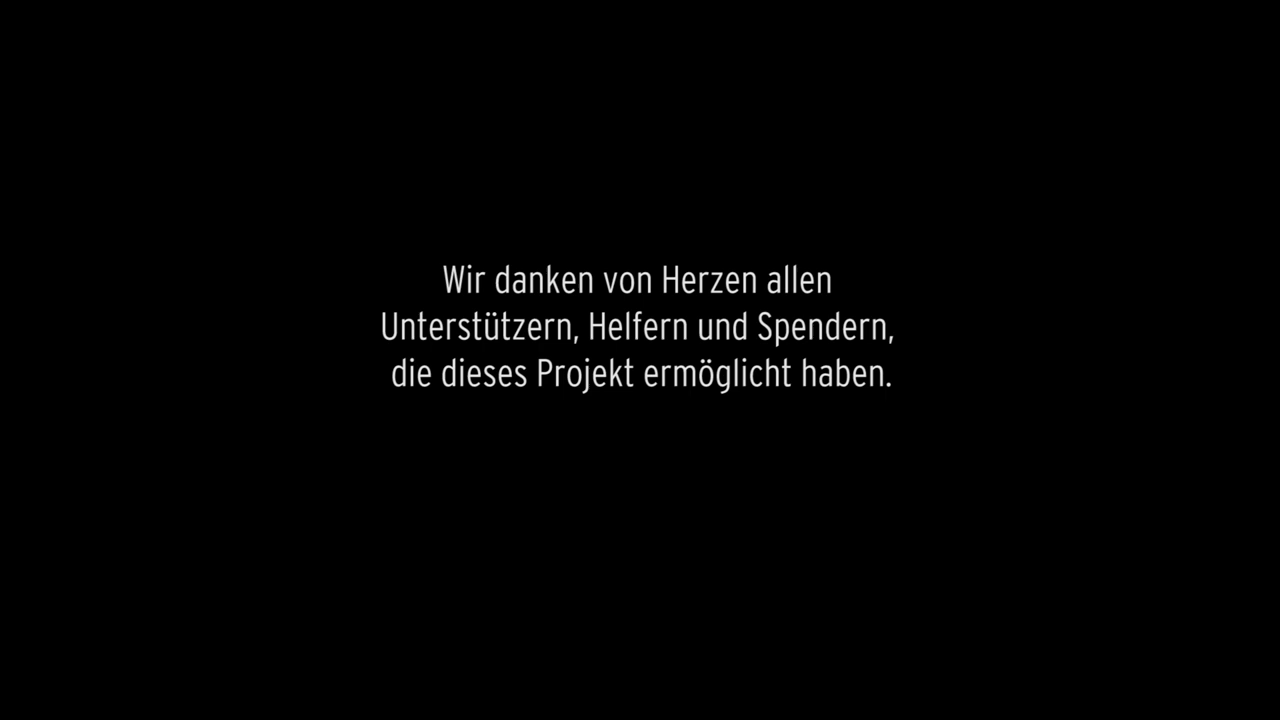 Wir danken von Herzen allen
Unterstützern, Helfern und Spendern,
die dieses Projekt ermöglicht haben.